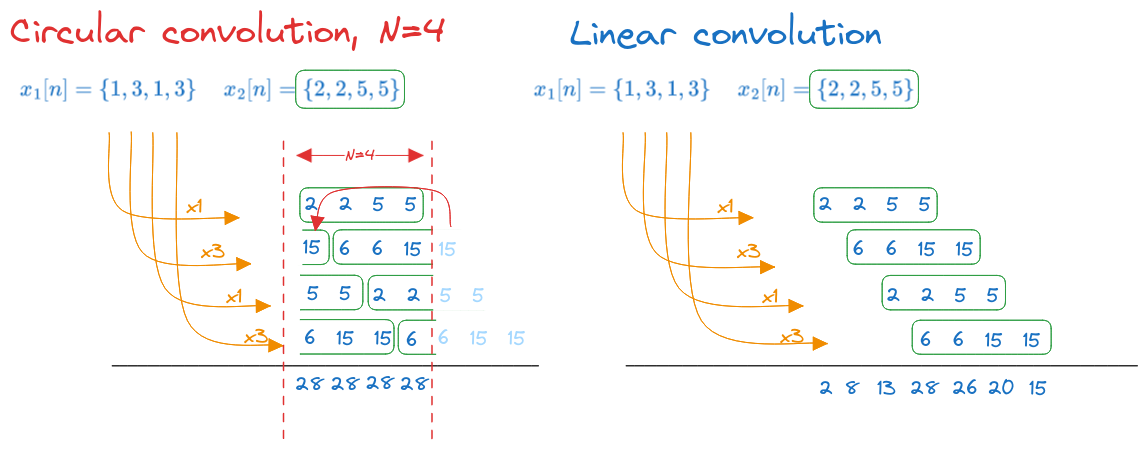 Circular convolution, N=4
x₁[n] = {1, 3, 1, 3} x₂[n] = {2, 2, 5, 5}
N=4
x1
2 2 5 5
x3
15 6 6 15 15
x1
5 5 2 2 5 5
x3
6 15 15 6 6 15 15
28 28 28 28
Linear convolution
x₁[n] = {1, 3, 1, 3} x₂[n] = {2, 2, 5, 5}
x1
2 2 5 5
x3
6 6 15 15
x1
2 2 5 5
x3
6 6 15 15
2 8 13 28 26 20 15